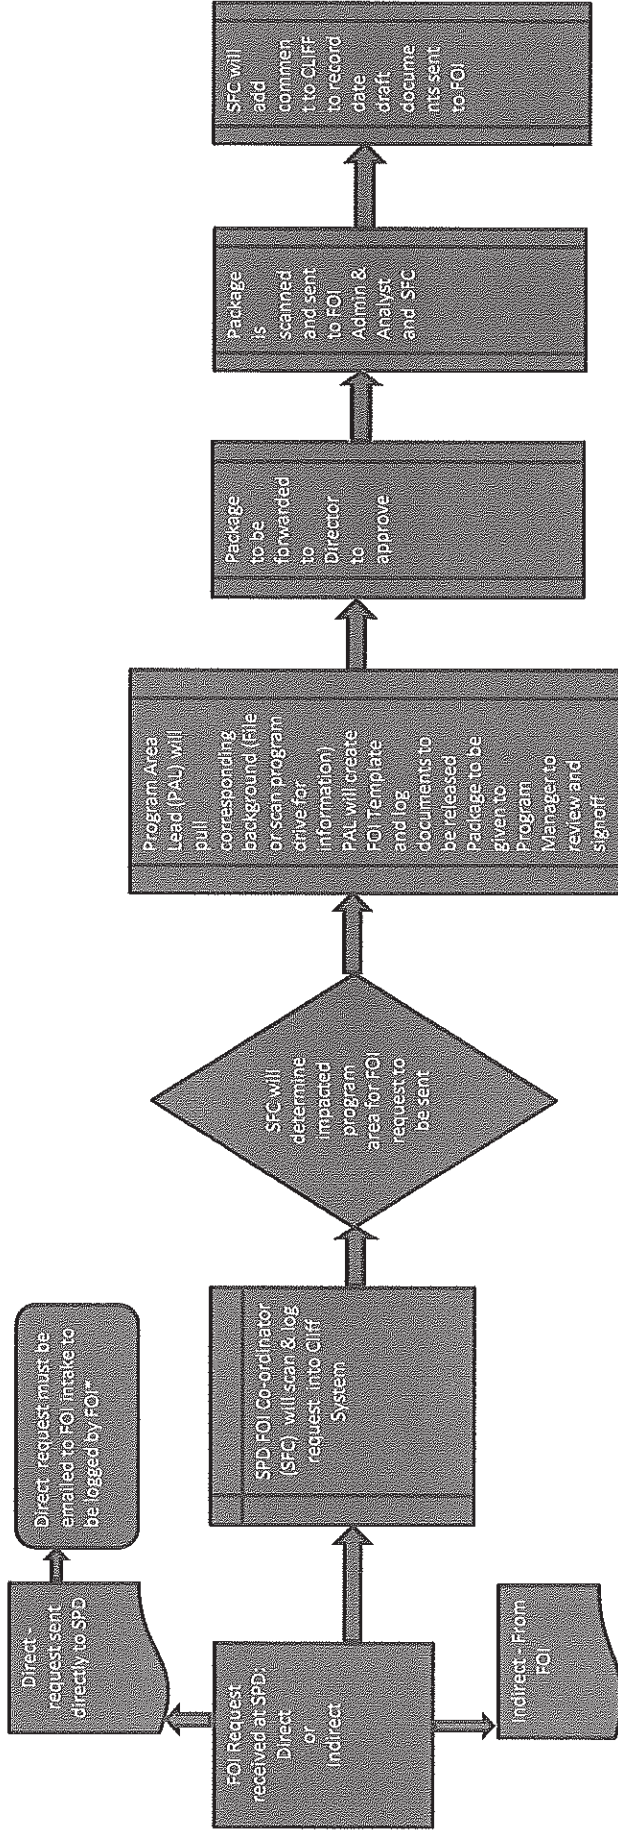 Direct -
request sent
directly to SPD
Direct request must be
emailed to FOI intake to
be logged by FOI*
FOI Request
received at SPD:
Direct
or
Indirect
Indirect - From
FOI
SPD FOI Co-ordinator
(SFC) will scan & log
request into Cliff
System
SFC will
determine
impacted
program
area for FOI
request to
be sent
Program Area
Lead (PAL) will
pull
corresponding
background (File
or scan program
drive for
information)
PAL will create
FOI Template
and log
documents to
be released
Package to be
given to
Program
Manager to
review and
signoff
Package
to be
forwarded
to
Director
to
approve
Package
is
scanned
and sent
to FOI
Admin &
Analyst
and SFC
SFC will
add
commen
t to CLIFF
to record
date
draft
docume
nts sent
to FOI